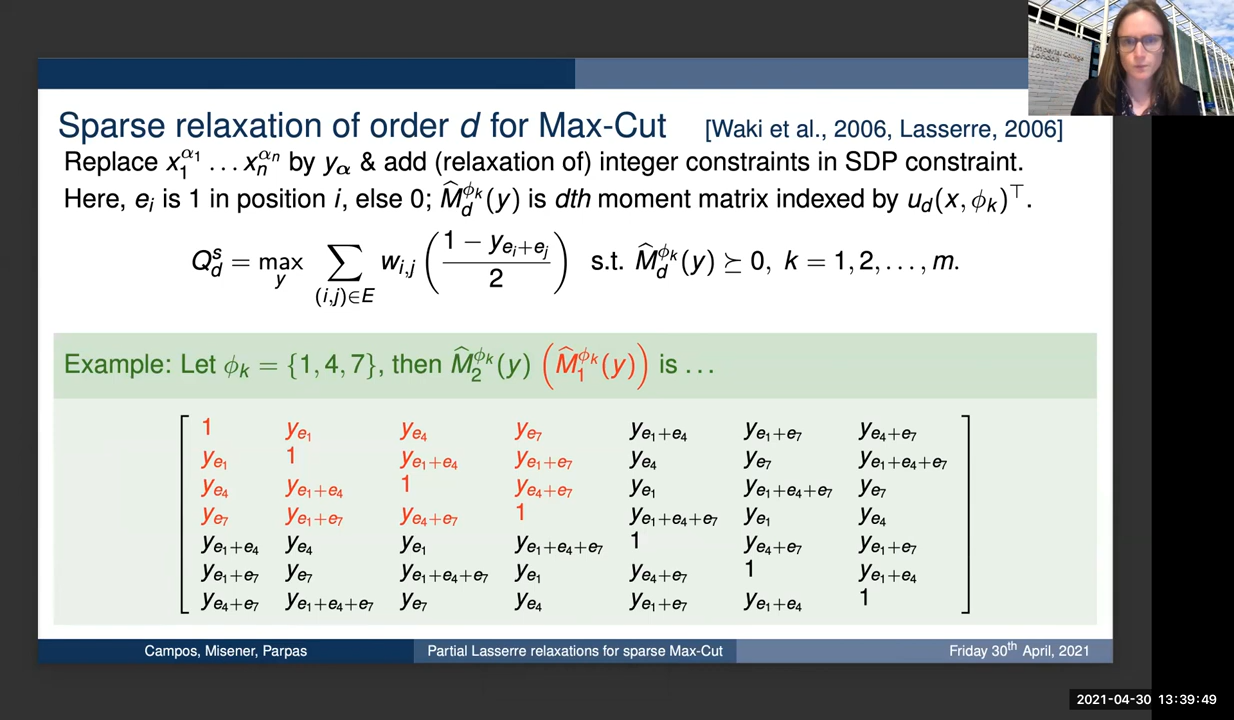 Imperial College
London
Sparse relaxation of order d for Max-Cut [Waki et al., 2006, Lasserre, 2006]
Replace x_1^{α_1} … x_n^{α_n} by y_α & add (relaxation of) integer constraints in SDP constraint.
Here, e_i is 1 in position i, else 0; \widehat{M}_d^{ϕ_k}(y) is dth moment matrix indexed by u_d(x, ϕ_k)^⊤.
Q_d^s = max_y ∑_{(i,j)∈E} w_{i,j} ( (1 − y_{e_i+e_j}) / 2 ) s.t. \widehat{M}_d^{ϕ_k}(y) ⪰ 0, k = 1, 2, …, m.
Example: Let ϕ_k = {1, 4, 7}, then \widehat{M}_2^{ϕ_k}(y) ( \widehat{M}_1^{ϕ_k}(y) ) is …
1 y_{e_1} y_{e_4} y_{e_7} y_{e_1+e_4} y_{e_1+e_7} y_{e_4+e_7}
y_{e_1} 1 y_{e_1+e_4} y_{e_1+e_7} y_{e_4} y_{e_7} y_{e_1+e_4+e_7}
y_{e_4} y_{e_1+e_4} 1 y_{e_4+e_7} y_{e_1} y_{e_1+e_4+e_7} y_{e_7}
y_{e_7} y_{e_1+e_7} y_{e_4+e_7} 1 y_{e_1+e_4+e_7} y_{e_1} y_{e_4}
y_{e_1+e_4} y_{e_4} y_{e_1} y_{e_1+e_4+e_7} 1 y_{e_4+e_7} y_{e_1+e_7}
y_{e_1+e_7} y_{e_7} y_{e_1+e_4+e_7} y_{e_1} y_{e_4+e_7} 1 y_{e_1+e_4}
y_{e_4+e_7} y_{e_1+e_4+e_7} y_{e_7} y_{e_4} y_{e_1+e_7} y_{e_1+e_4} 1
Campos, Misener, Parpas Partial Lasserre relaxations for sparse Max-Cut Friday 30th April, 2021
2021-04-30 13:39:49